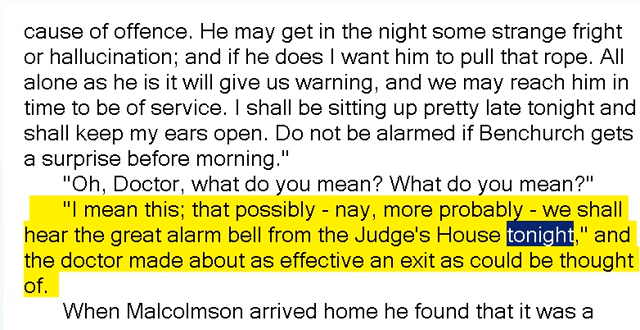 cause of offence. He may get in the night some strange fright
or hallucination; and if he does I want him to pull that rope. All
alone as he is it will give us warning, and we may reach him in
time to be of service. I shall be sitting up pretty late tonight and
shall keep my ears open. Do not be alarmed if Benchurch gets
a surprise before morning."
"Oh, Doctor, what do you mean? What do you mean?"
"I mean this; that possibly - nay, more probably - we shall
hear the great alarm bell from the Judge's House tonight," and
the doctor made about as effective an exit as could be thought
of.
When Malcolmson arrived home he found that it was a